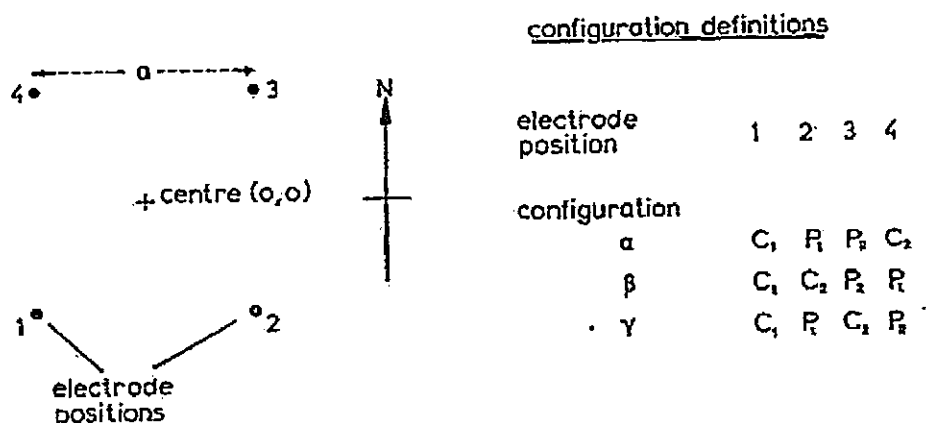 configuration definitions
a
4 3
N
centre (o,o)
1 2
electrode
positions
electrode
position 1 2 3 4
configuration
α C₁ P₁ P₂ C₂
β C₁ C₂ P₂ P₁
γ C₁ P₁ C₂ P₂